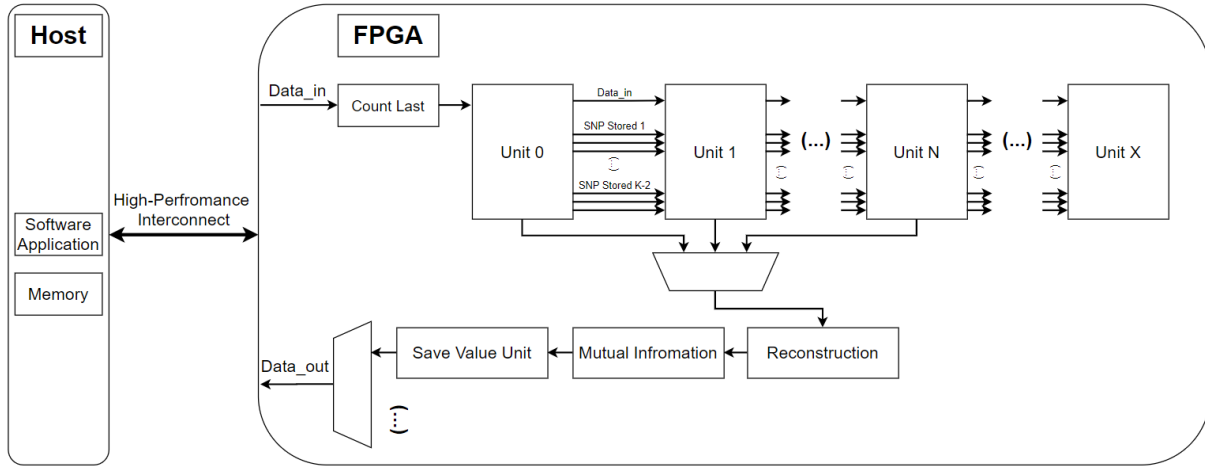 Host
FPGA
Data_in
Count Last
Unit 0
Data_in
SNP Stored 1
(...)
SNP Stored K-2
Unit 1
(...)
(...)
(...)
Unit N
(...)
(...)
(...)
Unit X
High-Perfromance
Interconnect
Software
Application
Memory
Data_out
Save Value Unit
Mutual Infromation
Reconstruction
(...)